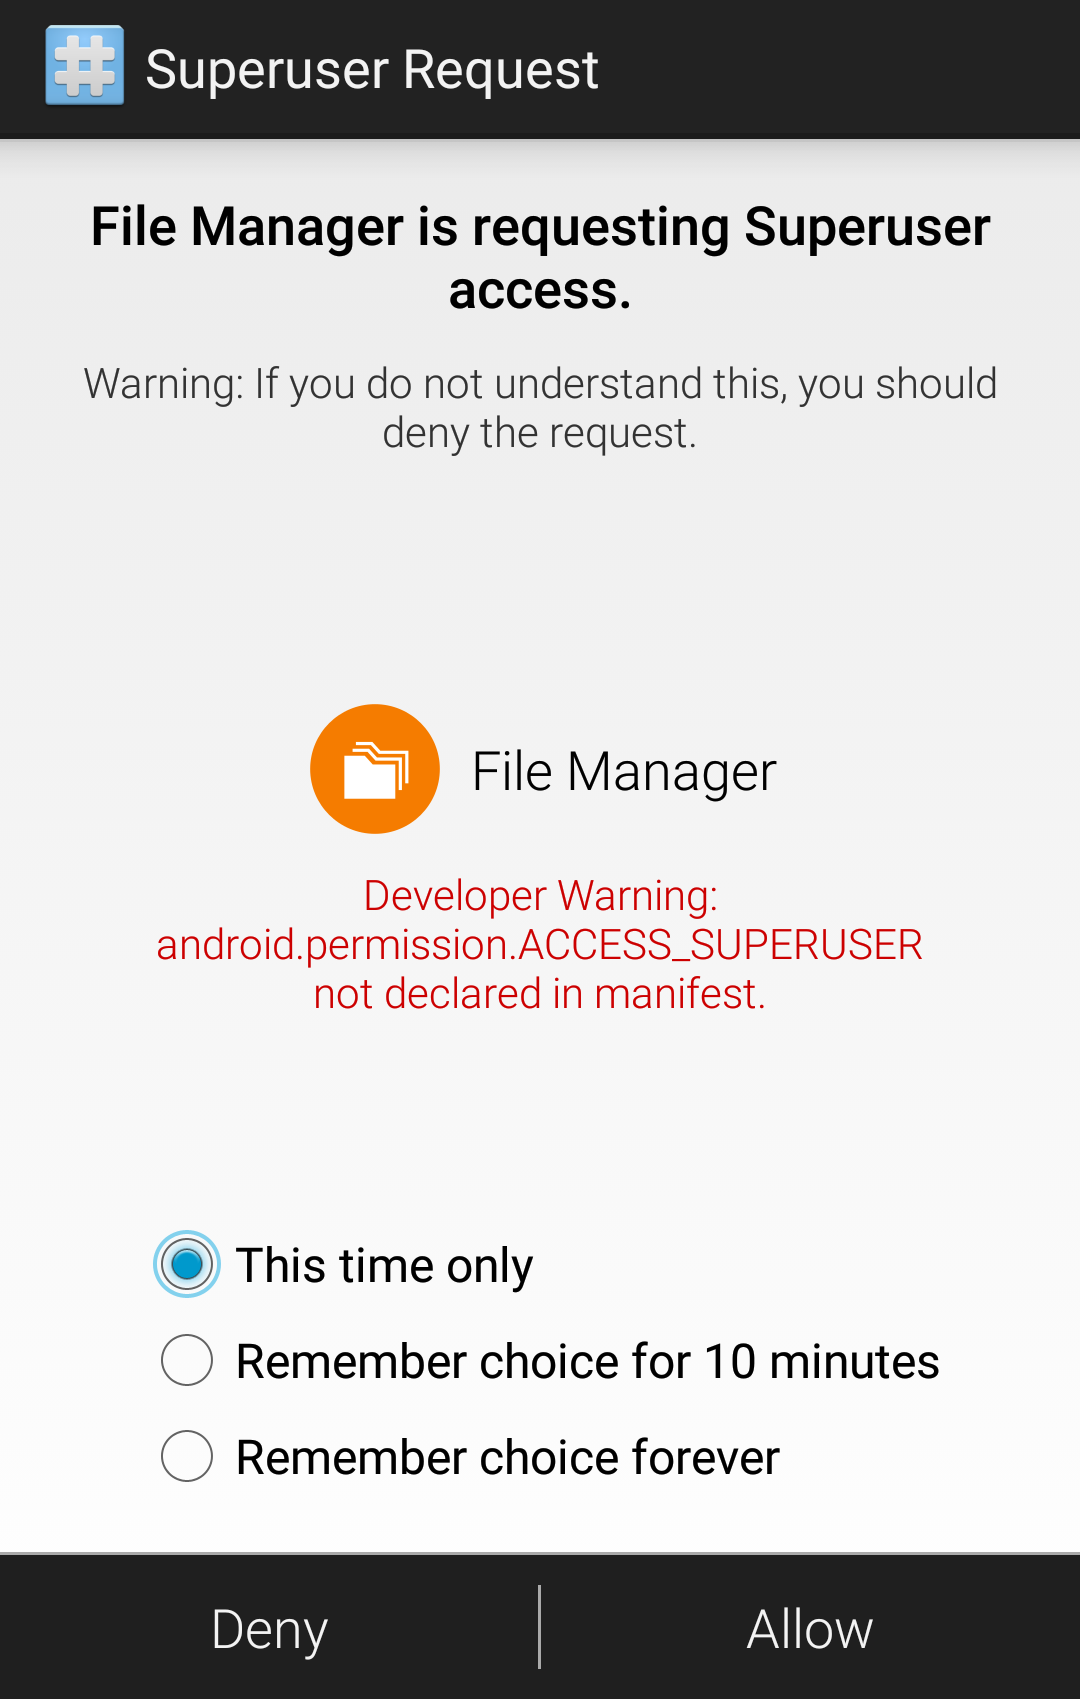 Superuser Request
File Manager is requesting Superuser
access.
Warning: If you do not understand this, you should
deny the request.
File Manager
Developer Warning:
android.permission.ACCESS_SUPERUSER
not declared in manifest.
This time only
Remember choice for 10 minutes
Remember choice forever
Deny
Allow